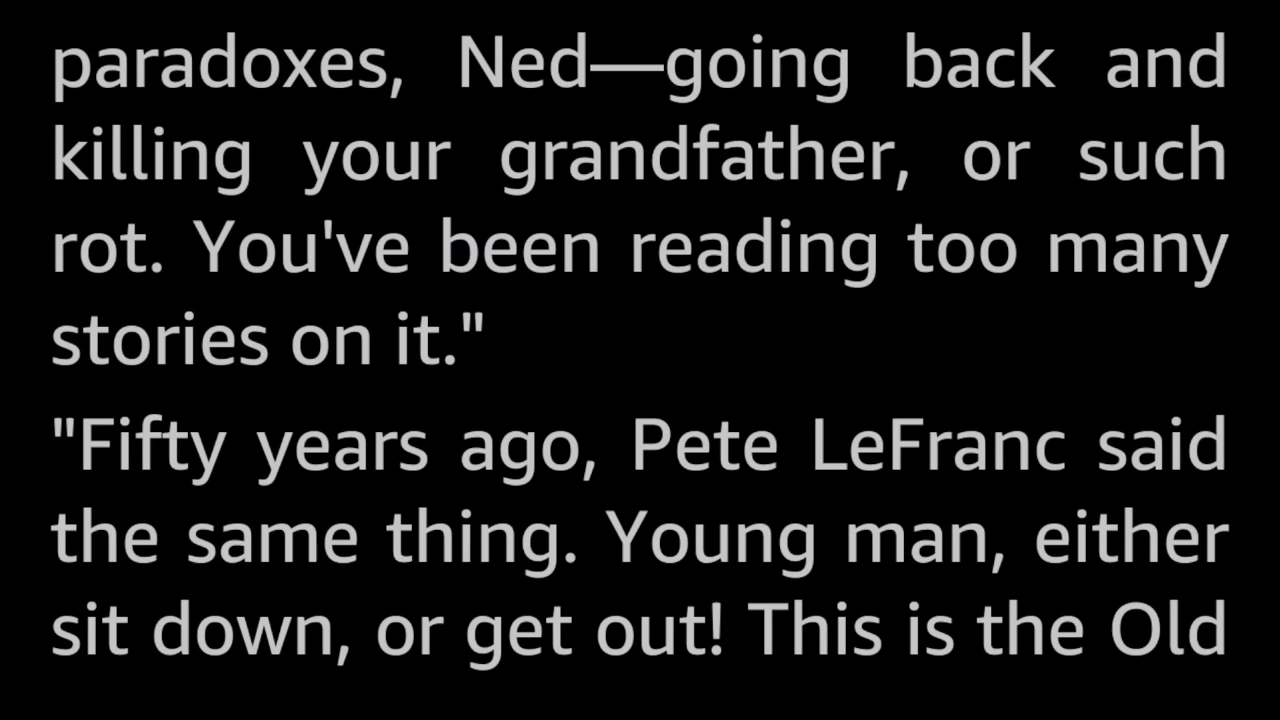 paradoxes, Ned—going back and
killing your grandfather, or such
rot. You've been reading too many
stories on it."
"Fifty years ago, Pete LeFranc said
the same thing. Young man, either
sit down, or get out! This is the Old